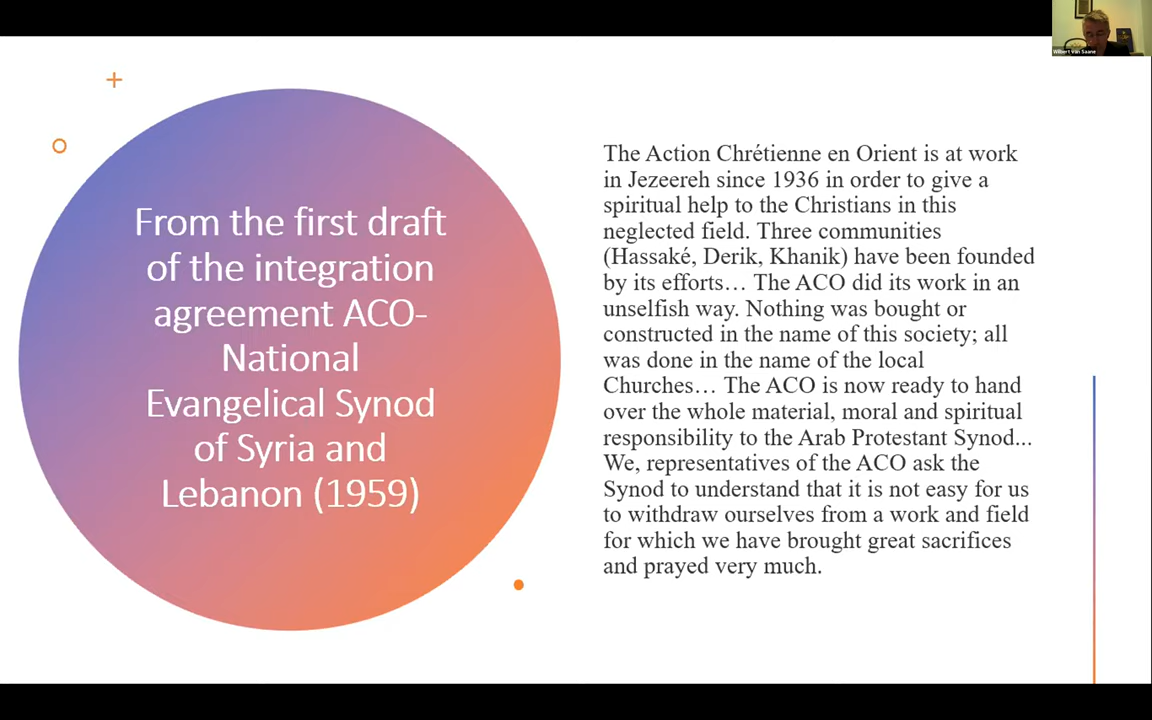 From the first draft
of the integration
agreement ACO-
National
Evangelical Synod
of Syria and
Lebanon (1959)
The Action Chrétienne en Orient is at work
in Jezeereh since 1936 in order to give a
spiritual help to the Christians in this
neglected field. Three communities
(Hassaké, Derik, Khanik) have been founded
by its efforts… The ACO did its work in an
unselfish way. Nothing was bought or
constructed in the name of this society; all
was done in the name of the local
Churches… The ACO is now ready to hand
over the whole material, moral and spiritual
responsibility to the Arab Protestant Synod...
We, representatives of the ACO ask the
Synod to understand that it is not easy for us
to withdraw ourselves from a work and field
for which we have brought great sacrifices
and prayed very much.
Wilbert van Saane